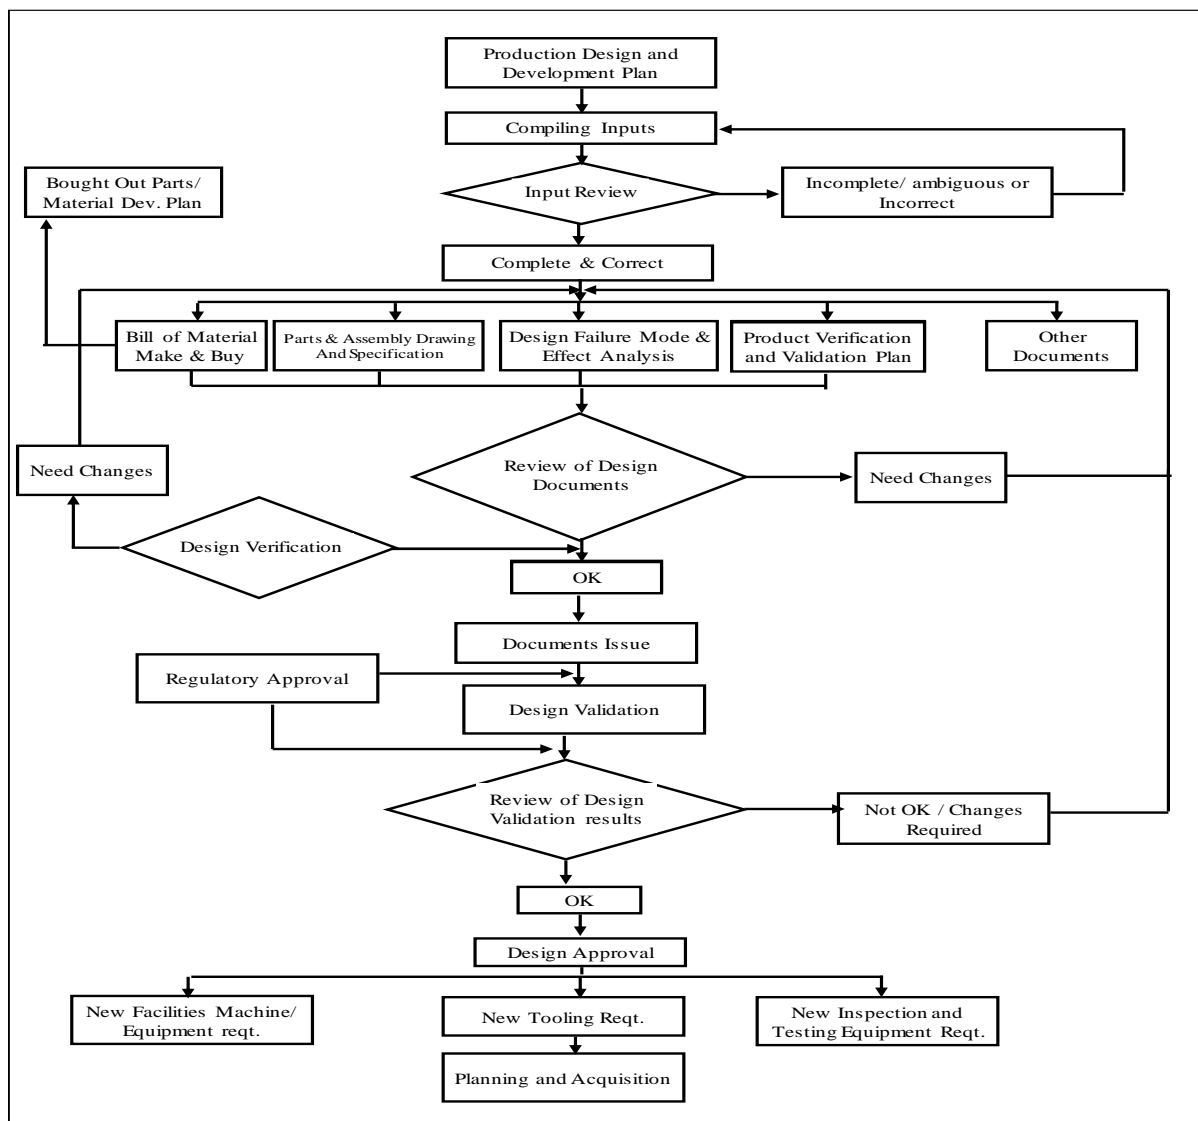 Production Design and
Development Plan
Compiling Inputs
Bought Out Parts/
Material Dev. Plan
Input Review
Incomplete/ ambiguous or
Incorrect
Complete & Correct
Bill of Material
Make & Buy
Parts & Assembly Drawing
And Specification
Design Failure Mode &
Effect Analysis
Product Verification
and Validation Plan
Other
Documents
Need Changes
Review of Design
Documents
Need Changes
Design Verification
OK
Documents Issue
Regulatory Approval
Design Validation
Review of Design
Validation results
Not OK / Changes
Required
OK
Design Approval
New Facilities Machine/
Equipment reqt.
New Tooling Reqt.
New Inspection and
Testing Equipment Reqt.
Planning and Acquisition